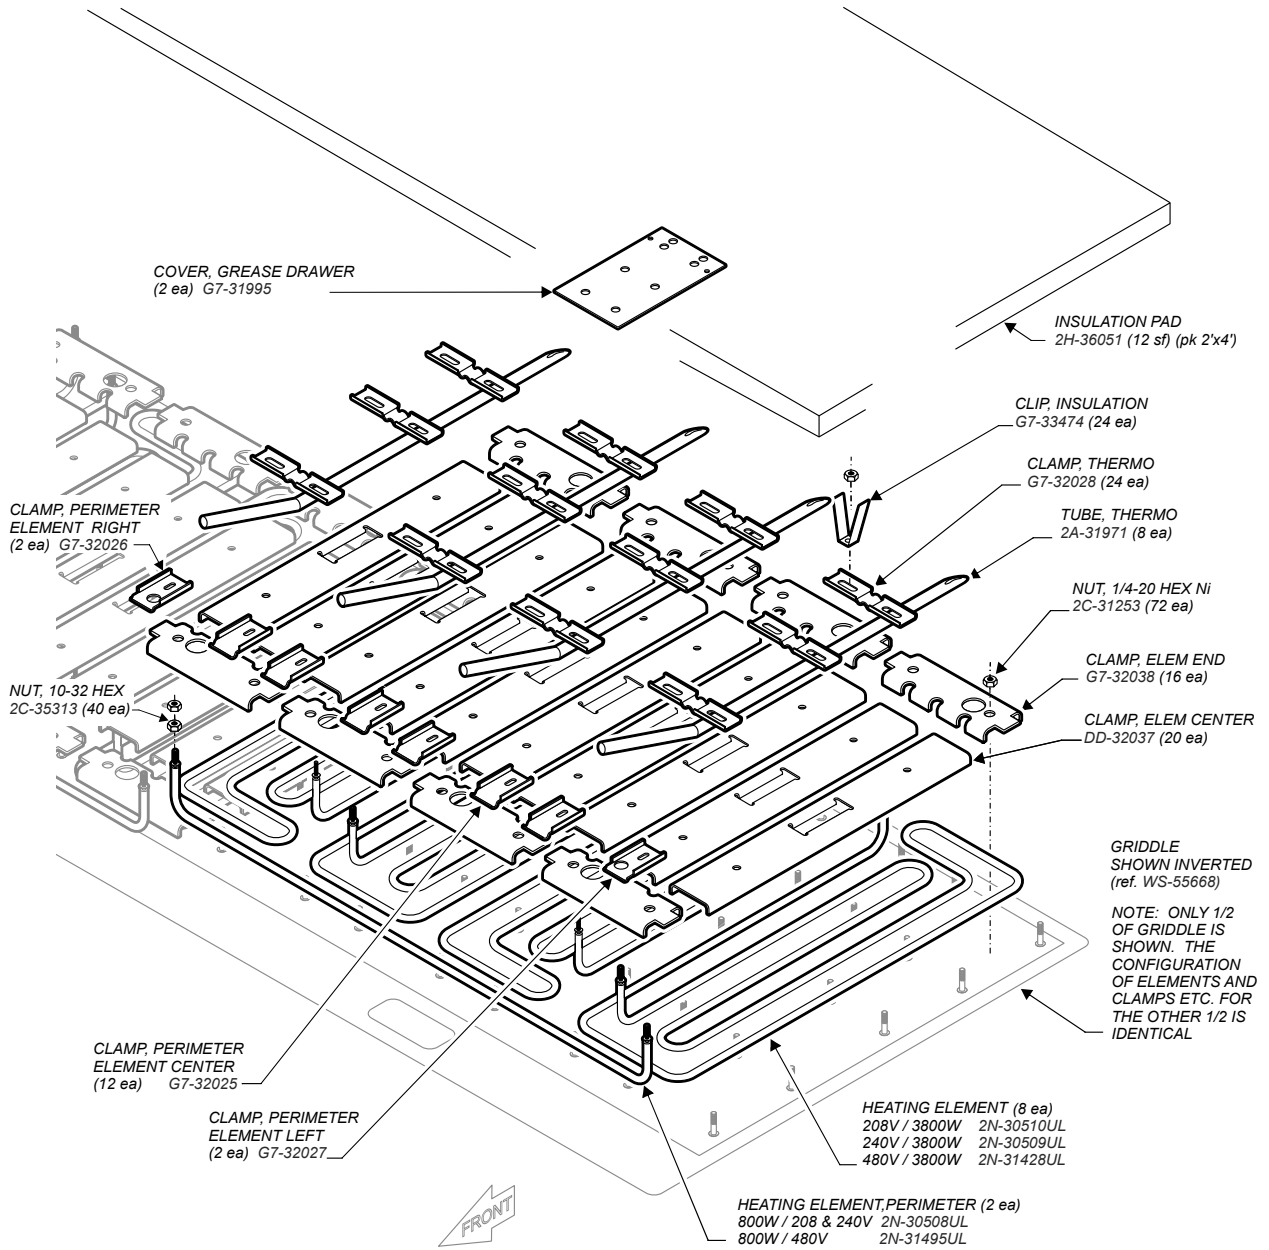 COVER, GREASE DRAWER
(2 ea) G7-31995
INSULATION PAD
2H-36051 (12 sf) (pk 2'x4')
CLIP, INSULATION
G7-33474 (24 ea)
CLAMP, THERMO
G7-32028 (24 ea)
TUBE, THERMO
2A-31971 (8 ea)
CLAMP, PERIMETER
ELEMENT RIGHT
(2 ea) G7-32026
NUT, 1/4-20 HEX Ni
2C-31253 (72 ea)
CLAMP, ELEM END
G7-32038 (16 ea)
NUT, 10-32 HEX
2C-35313 (40 ea)
CLAMP, ELEM CENTER
DD-32037 (20 ea)
GRIDDLE
SHOWN INVERTED
(ref. WS-55668)
NOTE: ONLY 1/2
OF GRIDDLE IS
SHOWN. THE
CONFIGURATION
OF ELEMENTS AND
CLAMPS ETC. FOR
THE OTHER 1/2 IS
IDENTICAL
CLAMP, PERIMETER
ELEMENT CENTER
(12 ea) G7-32025
CLAMP, PERIMETER
ELEMENT LEFT
(2 ea) G7-32027
HEATING ELEMENT (8 ea)
208V / 3800W 2N-30510UL
240V / 3800W 2N-30509UL
480V / 3800W 2N-31428UL
HEATING ELEMENT,PERIMETER (2 ea)
800W / 208 & 240V 2N-30508UL
800W / 480V 2N-31495UL
FRONT